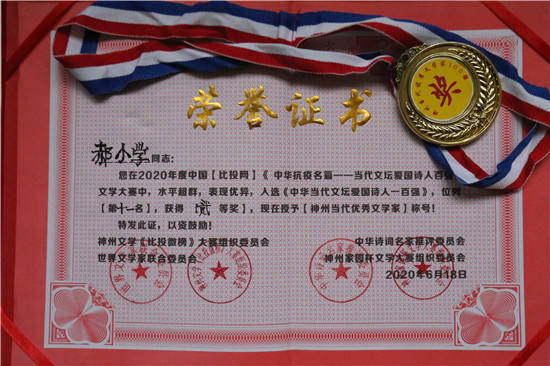 荣誉证书
郝小学 同志：
您在2020年度中国【比投网】《中华抗疫名篇——当代文坛爱国诗人百强》
文学大赛中，水平超群，表现优异，入选《中华当代文坛爱国诗人一百强》，位列
【第十一名】，获得（贰等奖），现在授予【神州当代优秀文学家】称号！
特发此证，以资鼓励！
神州文学《比投微榜》大赛组织委员会
中华诗词名家推评委员会
世界文学家联合委员会
神州家园杯文学大赛组织委员会
2020年6月18日
奖